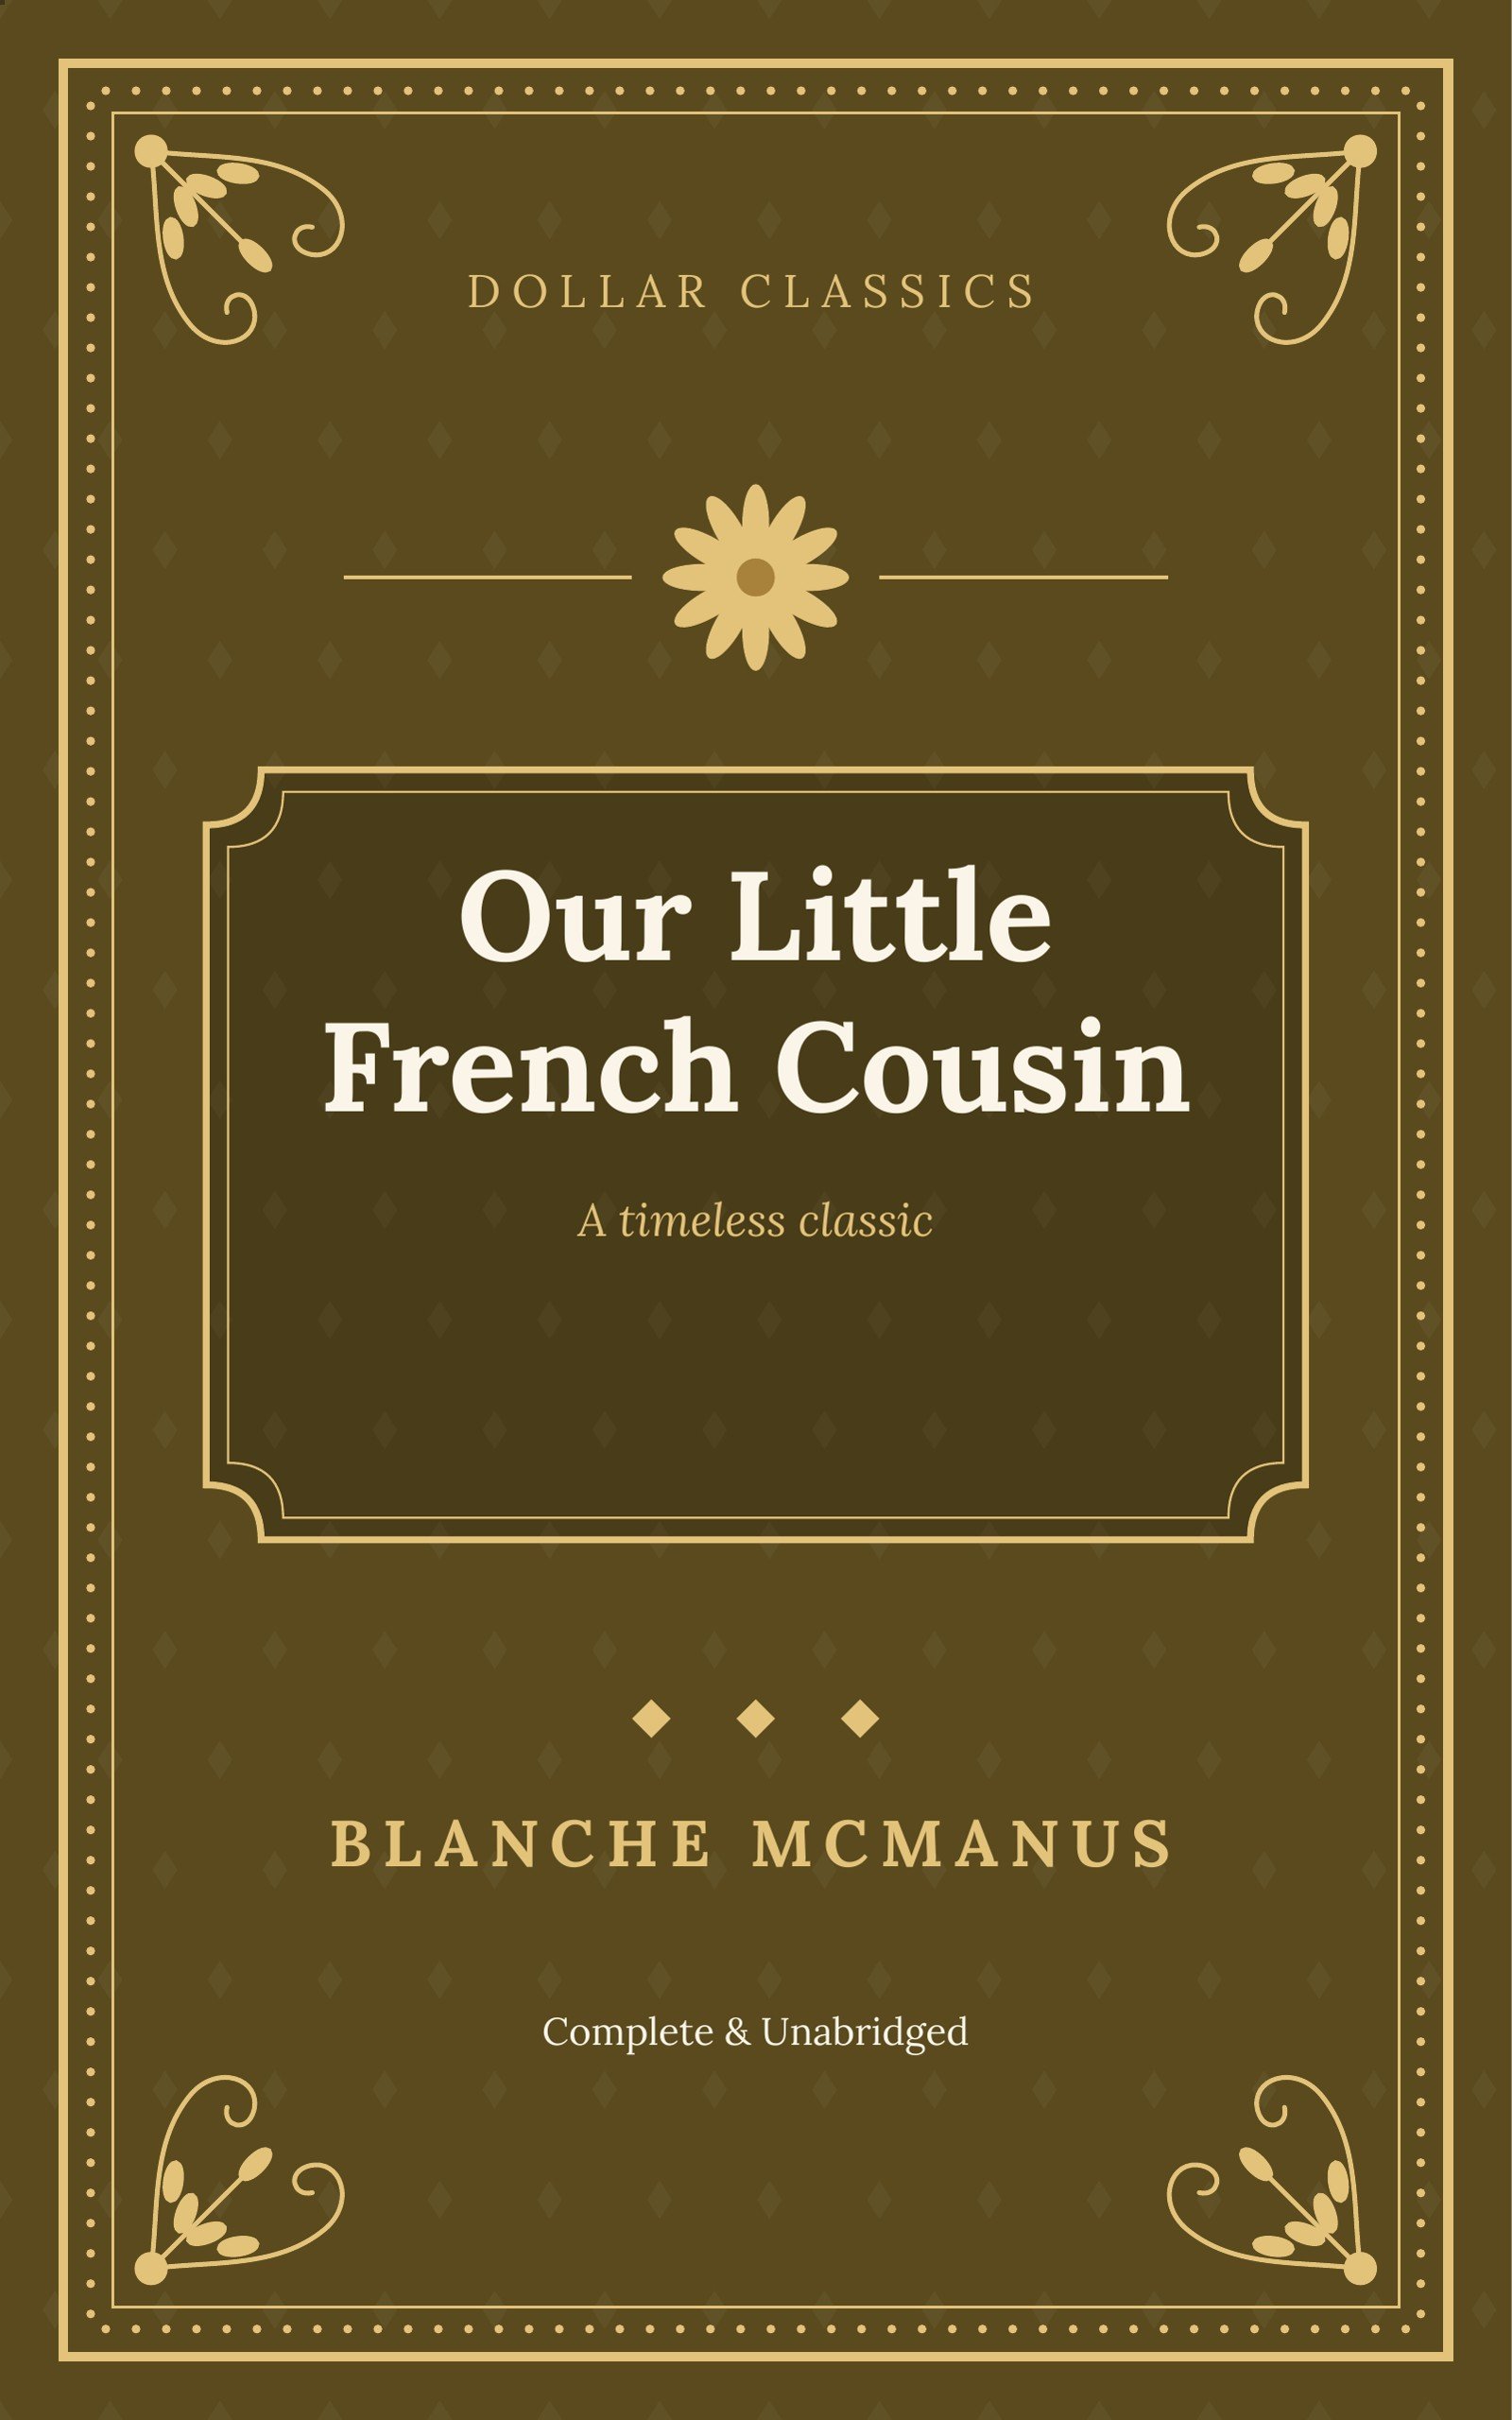 DOLLAR CLASSICS
Our Little
French Cousin
A timeless classic
BLANCHE MCMANUS
Complete & Unabridged